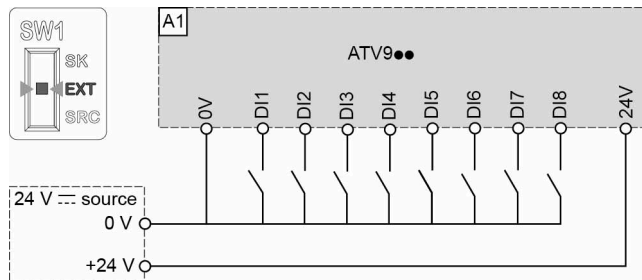 SW1
SK
EXT
SRC
A1
ATV9●●
0V
DI1
DI2
DI3
DI4
DI5
DI6
DI7
DI8
24V
24 V ⎓ source
0 V
+24 V